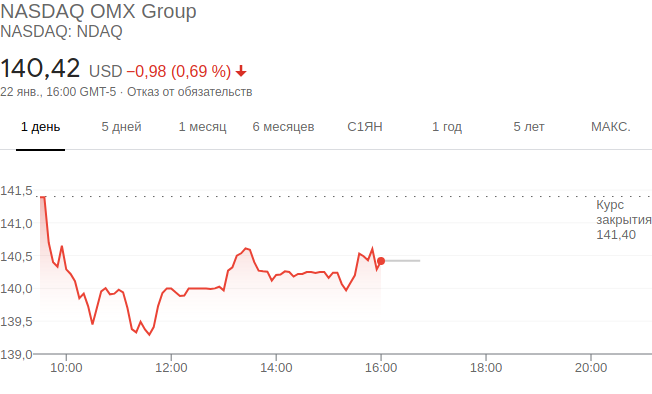 NASDAQ OMX Group
NASDAQ: NDAQ
140,42 USD −0,98 (0,69 %)
22 янв., 16:00 GMT-5 · Отказ от обязательств
1 день 5 дней 1 месяц 6 месяцев С1ЯН 1 год 5 лет МАКС.
141,5
Курс
закрытия
141,40
141,0
140,5
140,0
139,5
139,0
10:00 12:00 14:00 16:00 18:00 20:00